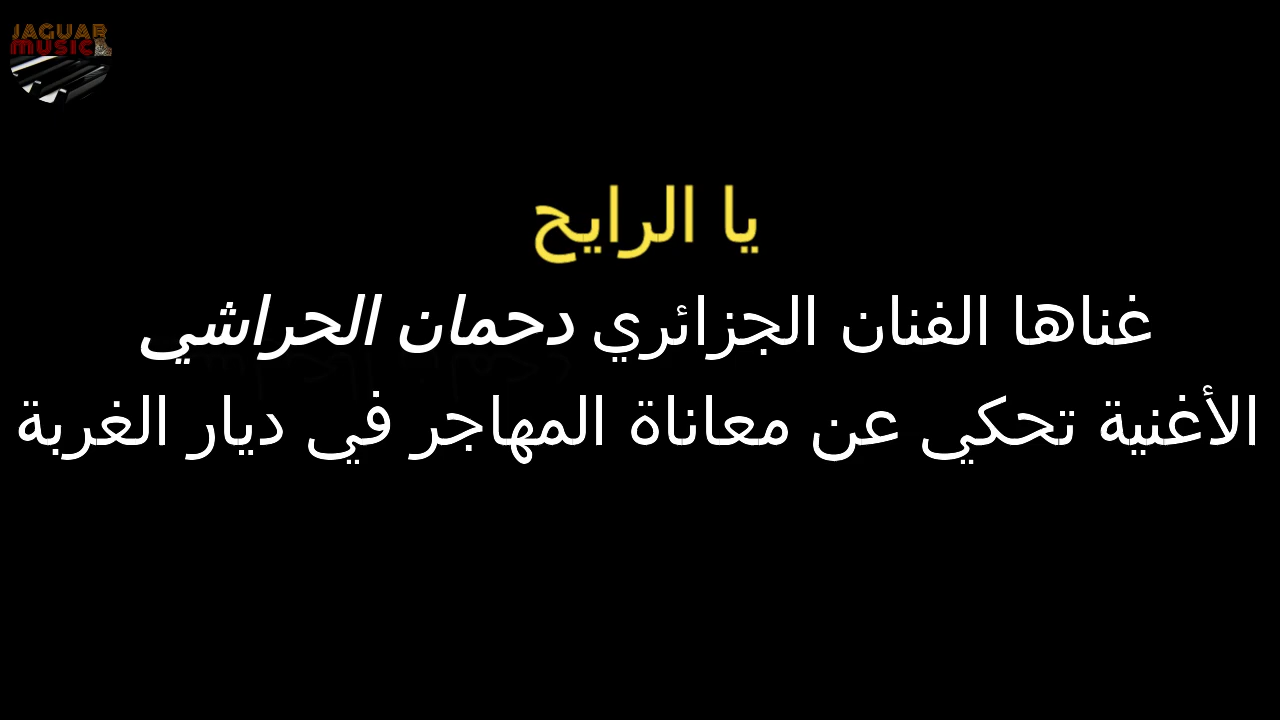 JAGUAR
MUSIC
يا الرايح
غناها الفنان الجزائري دحمان الحراشي
الأغنية تحكي عن معاناة المهاجر في ديار الغربة